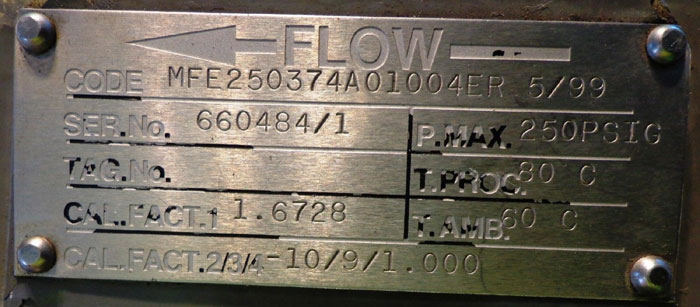 FLOW
CODE MFE250374A01004ER 5/99
SER.No. 660484/1 P.MAX. 250PSIG
TAG.No. T.PROC. 80 C
CAL.FACT.1 1.6728 T.AMB. 60 C
CAL.FACT.2/3/4 -10/9/1.000